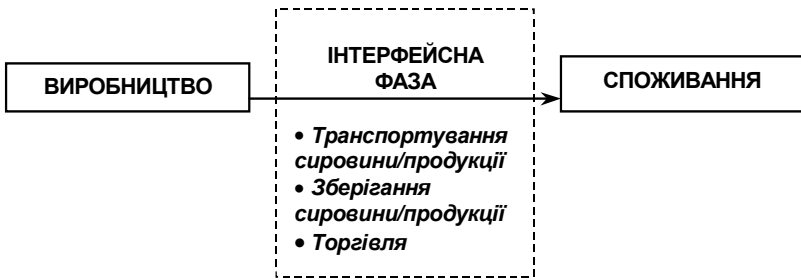 ВИРОБНИЦТВО
ІНТЕРФЕЙСНА
ФАЗА
• Транспортування
сировини/продукції
• Зберігання
сировини/продукції
• Торгівля
СПОЖИВАННЯ